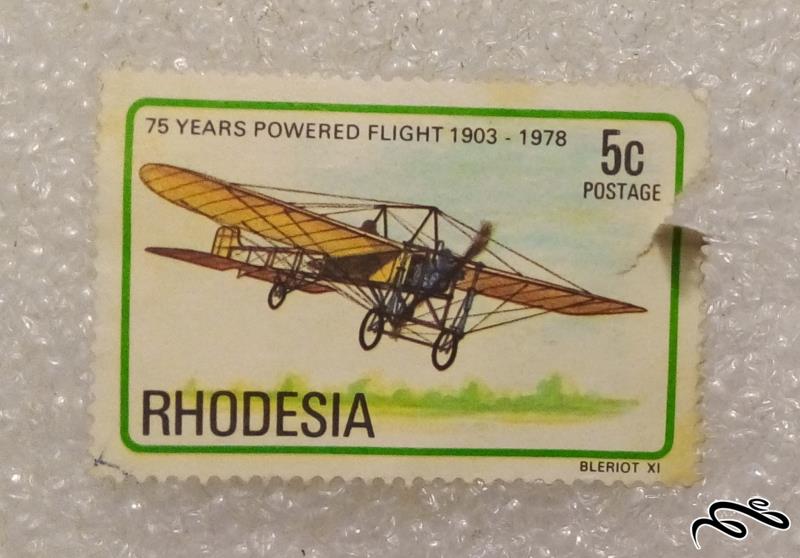 75 YEARS POWERED FLIGHT 1903 - 1978
5c
POSTAGE
RHODESIA
BLERIOT XI